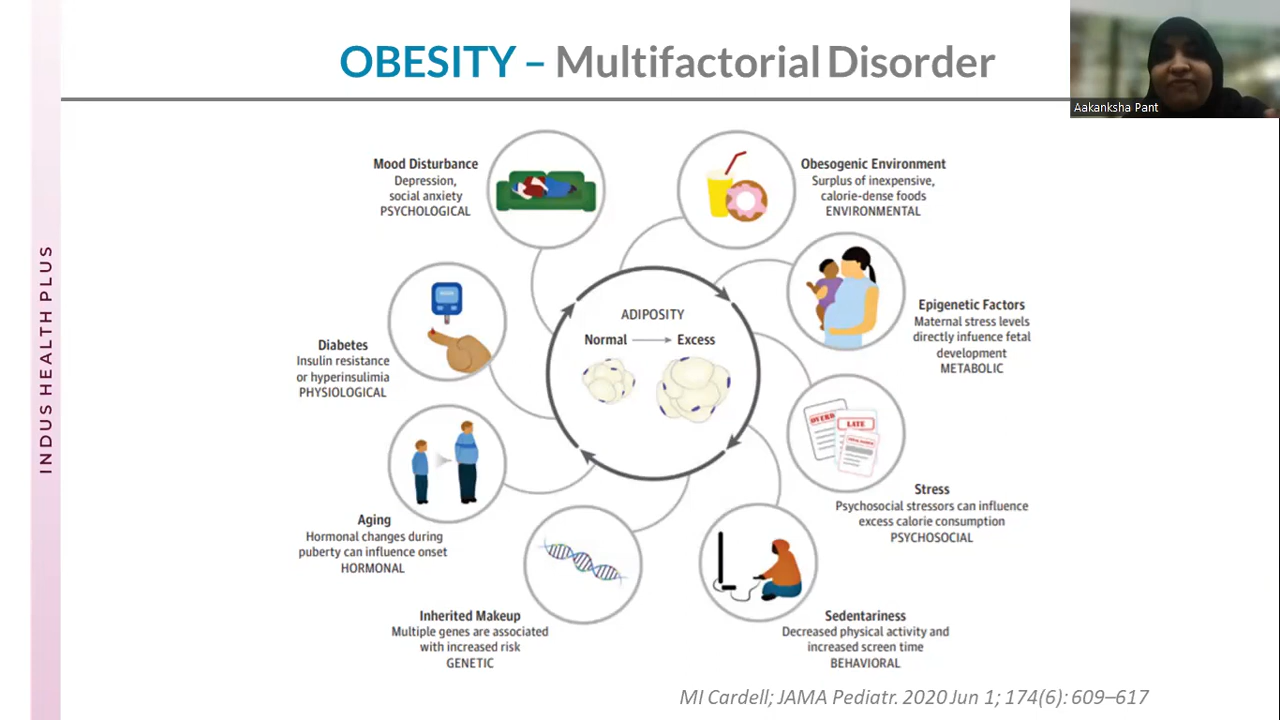 OBESITY – Multifactorial Disorder
Aakanksha Pant
INDUS HEALTH PLUS
Mood Disturbance
Depression,
social anxiety
PSYCHOLOGICAL
Obesogenic Environment
Surplus of inexpensive,
calorie-dense foods
ENVIRONMENTAL
Epigenetic Factors
Maternal stress levels
directly infuence fetal
development
METABOLIC
ADIPOSITY
Normal
Excess
Diabetes
Insulin resistance
or hyperinsulimia
PHYSIOLOGICAL
OVERD
LATE
Stress
Psychosocial stressors can influence
excess calorie consumption
PSYCHOSOCIAL
Aging
Hormonal changes during
puberty can influence onset
HORMONAL
Inherited Makeup
Multiple genes are associated
with increased risk
GENETIC
Sedentariness
Decreased physical activity and
increased screen time
BEHAVIORAL
MI Cardell; JAMA Pediatr. 2020 Jun 1; 174(6): 609–617